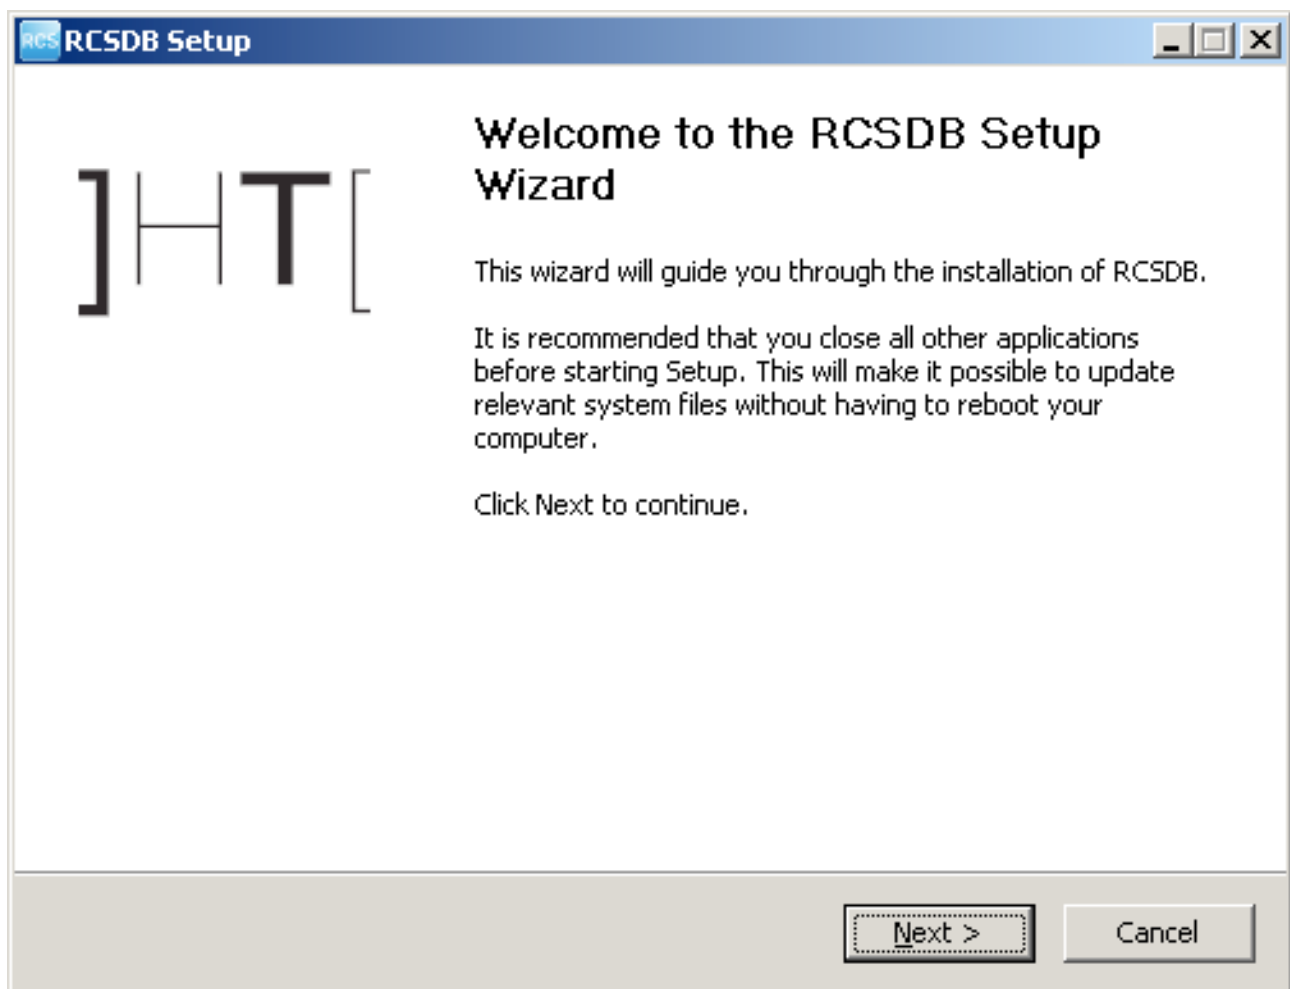 RCS RCSDB Setup
]HT[
Welcome to the RCSDB Setup
Wizard
This wizard will guide you through the installation of RCSDB.
It is recommended that you close all other applications
before starting Setup. This will make it possible to update
relevant system files without having to reboot your
computer.
Click Next to continue.
Next >
Cancel